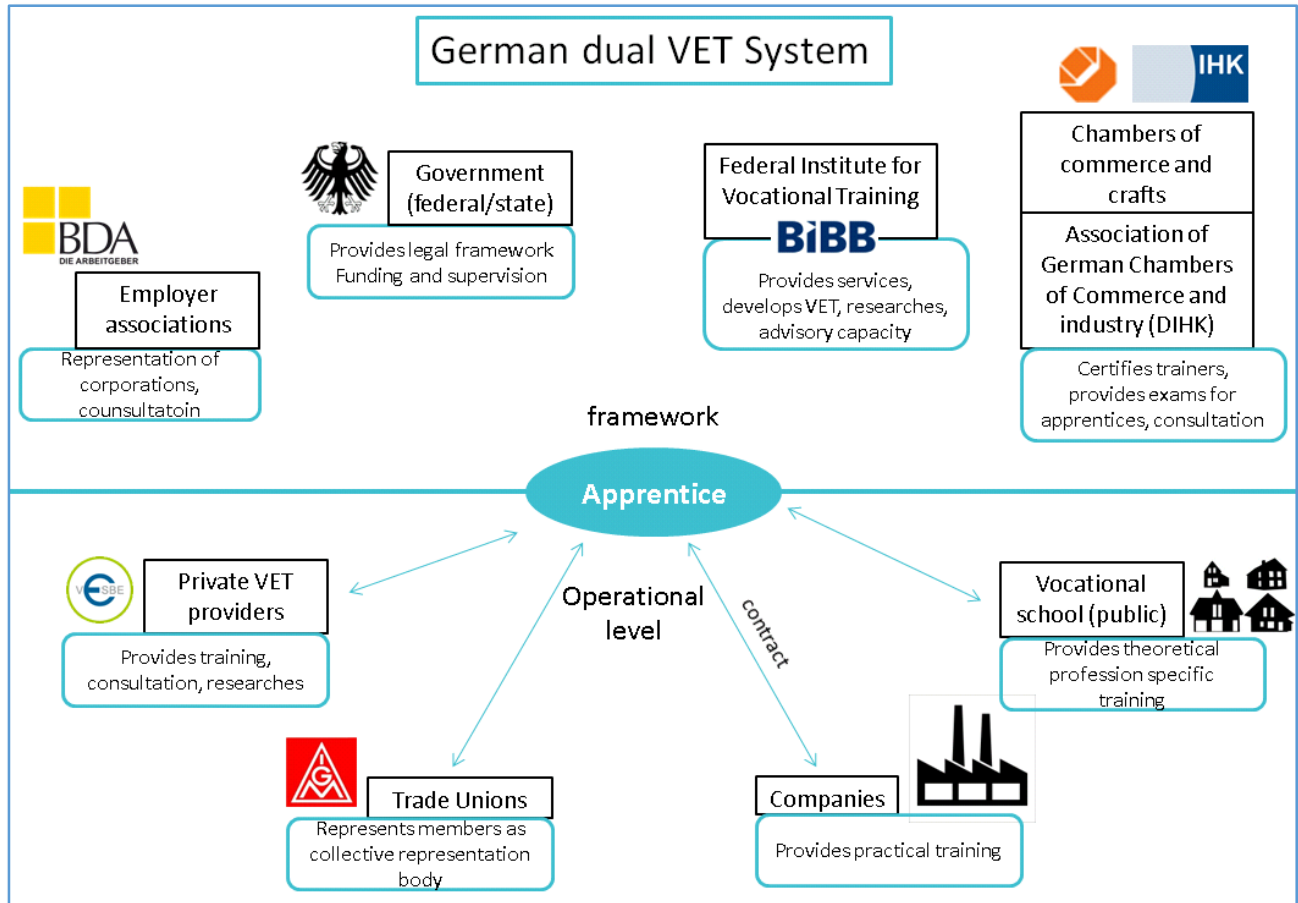 German dual VET System
IHK
Chambers of
commerce and
crafts
Association of
German Chambers
of Commerce and
industry (DIHK)
Certifies trainers,
provides exams for
apprentices, consultation
Government
(federal/state)
Provides legal framework
Funding and supervision
Federal Institute for
Vocational Training
BiBB
Provides services,
develops VET, researches,
advisory capacity
BDA
DIE ARBEITGEBER
Employer
associations
Representation of
corporations,
counsultatoin
framework
Apprentice
Operational
level
contract
VESBE
Private VET
providers
Provides training,
consultation, researches
IGM
Trade Unions
Represents members as
collective representation
body
Companies
Provides practical training
Vocational
school (public)
Provides theoretical
profession specific
training